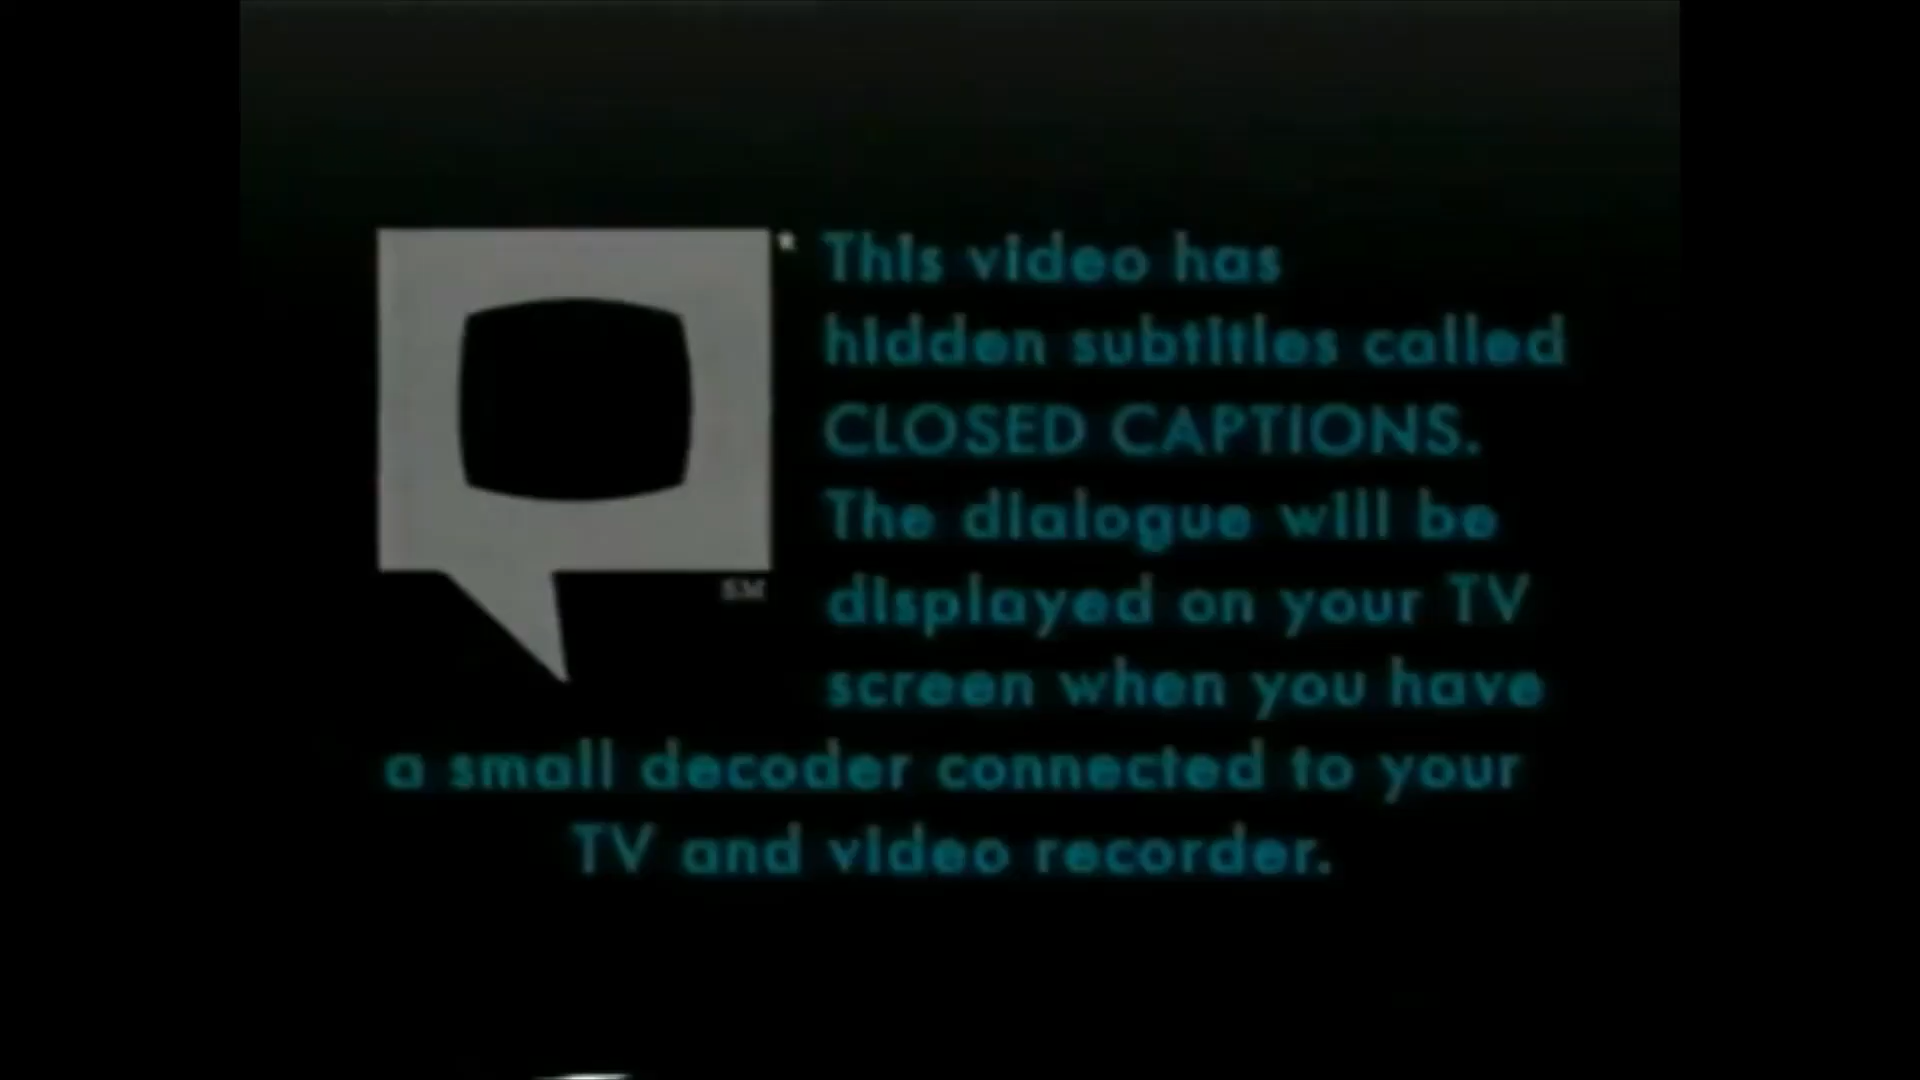 * This video has
hidden subtitles called
CLOSED CAPTIONS.
The dialogue will be
displayed on your TV
SM
screen when you have
a small decoder connected to your
TV and video recorder.